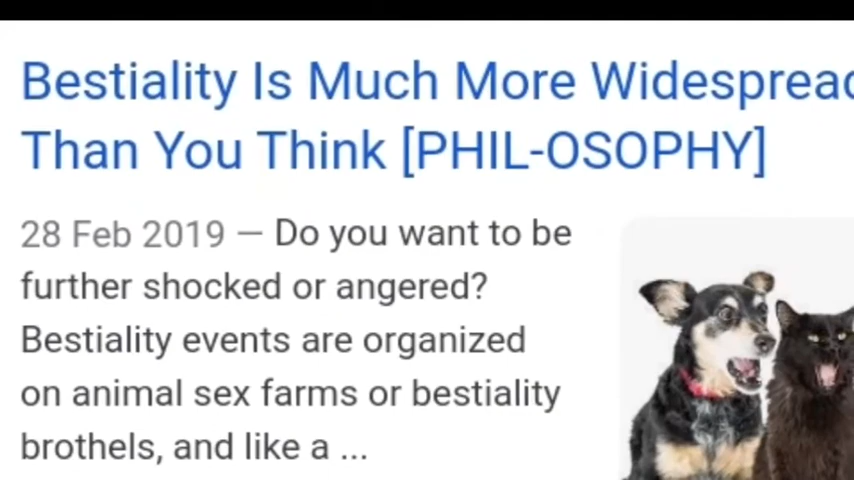 Bestiality Is Much More Widespread
Than You Think [PHIL-OSOPHY]
28 Feb 2019 — Do you want to be
further shocked or angered?
Bestiality events are organized
on animal sex farms or bestiality
brothels, and like a ...